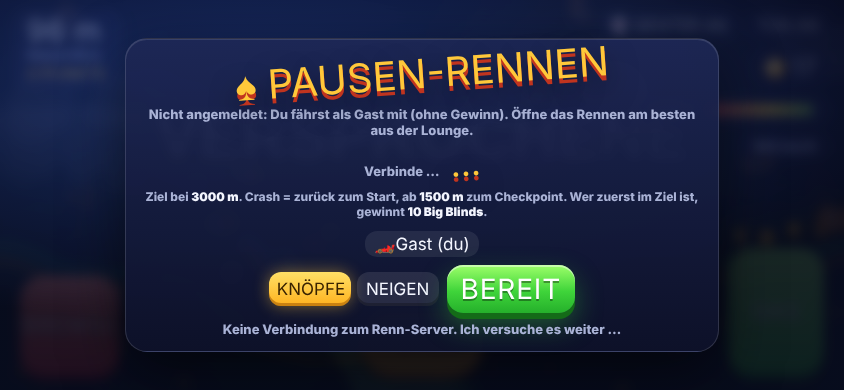 ♠ PAUSEN-RENNEN
Nicht angemeldet: Du fährst als Gast mit (ohne Gewinn). Öffne das Rennen am besten
aus der Lounge.
Verbinde ...
Ziel bei 3000 m. Crash = zurück zum Start, ab 1500 m zum Checkpoint. Wer zuerst im Ziel ist,
gewinnt 10 Big Blinds.
Gast (du)
KNÖPFE NEIGEN BEREIT
Keine Verbindung zum Renn-Server. Ich versuche es weiter ...